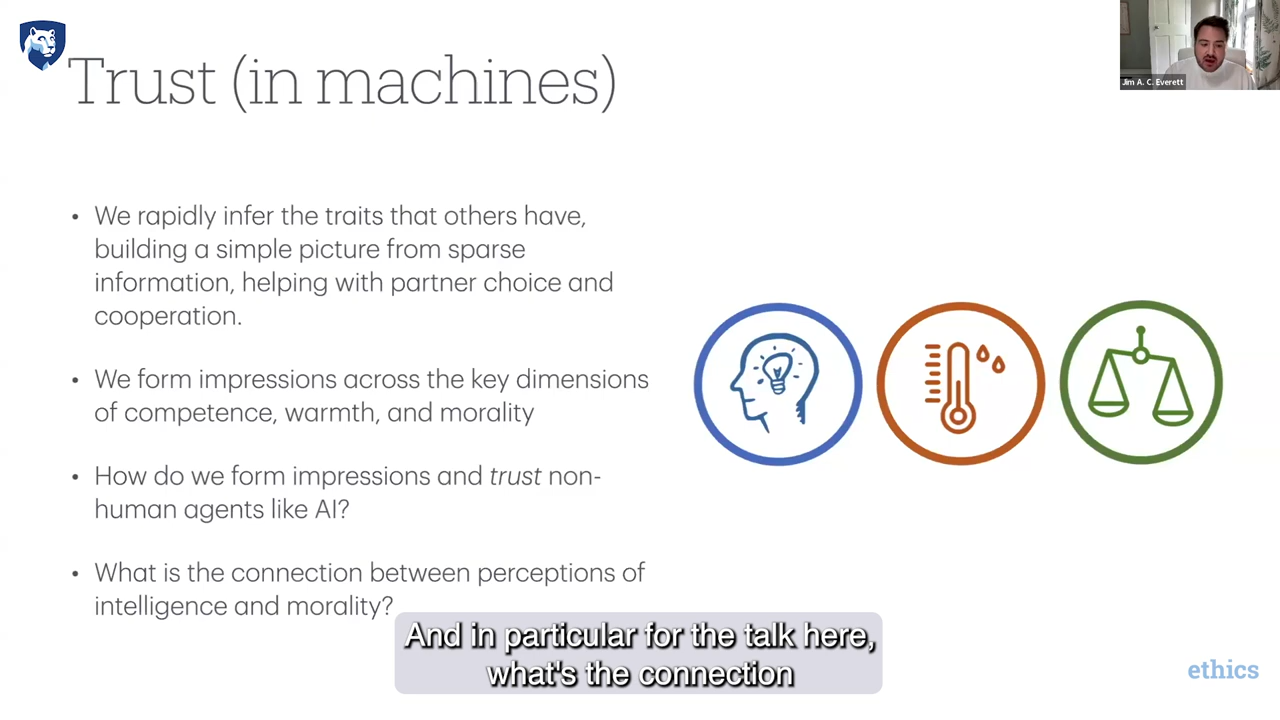 Trust (in machines)
Jim A. C. Everett
• We rapidly infer the traits that others have,
building a simple picture from sparse
information, helping with partner choice and
cooperation.
• We form impressions across the key dimensions
of competence, warmth, and morality
• How do we form impressions and trust non-
human agents like AI?
• What is the connection between perceptions of
intelligence and morality?
And in particular for the talk here,
what's the connection
ethics